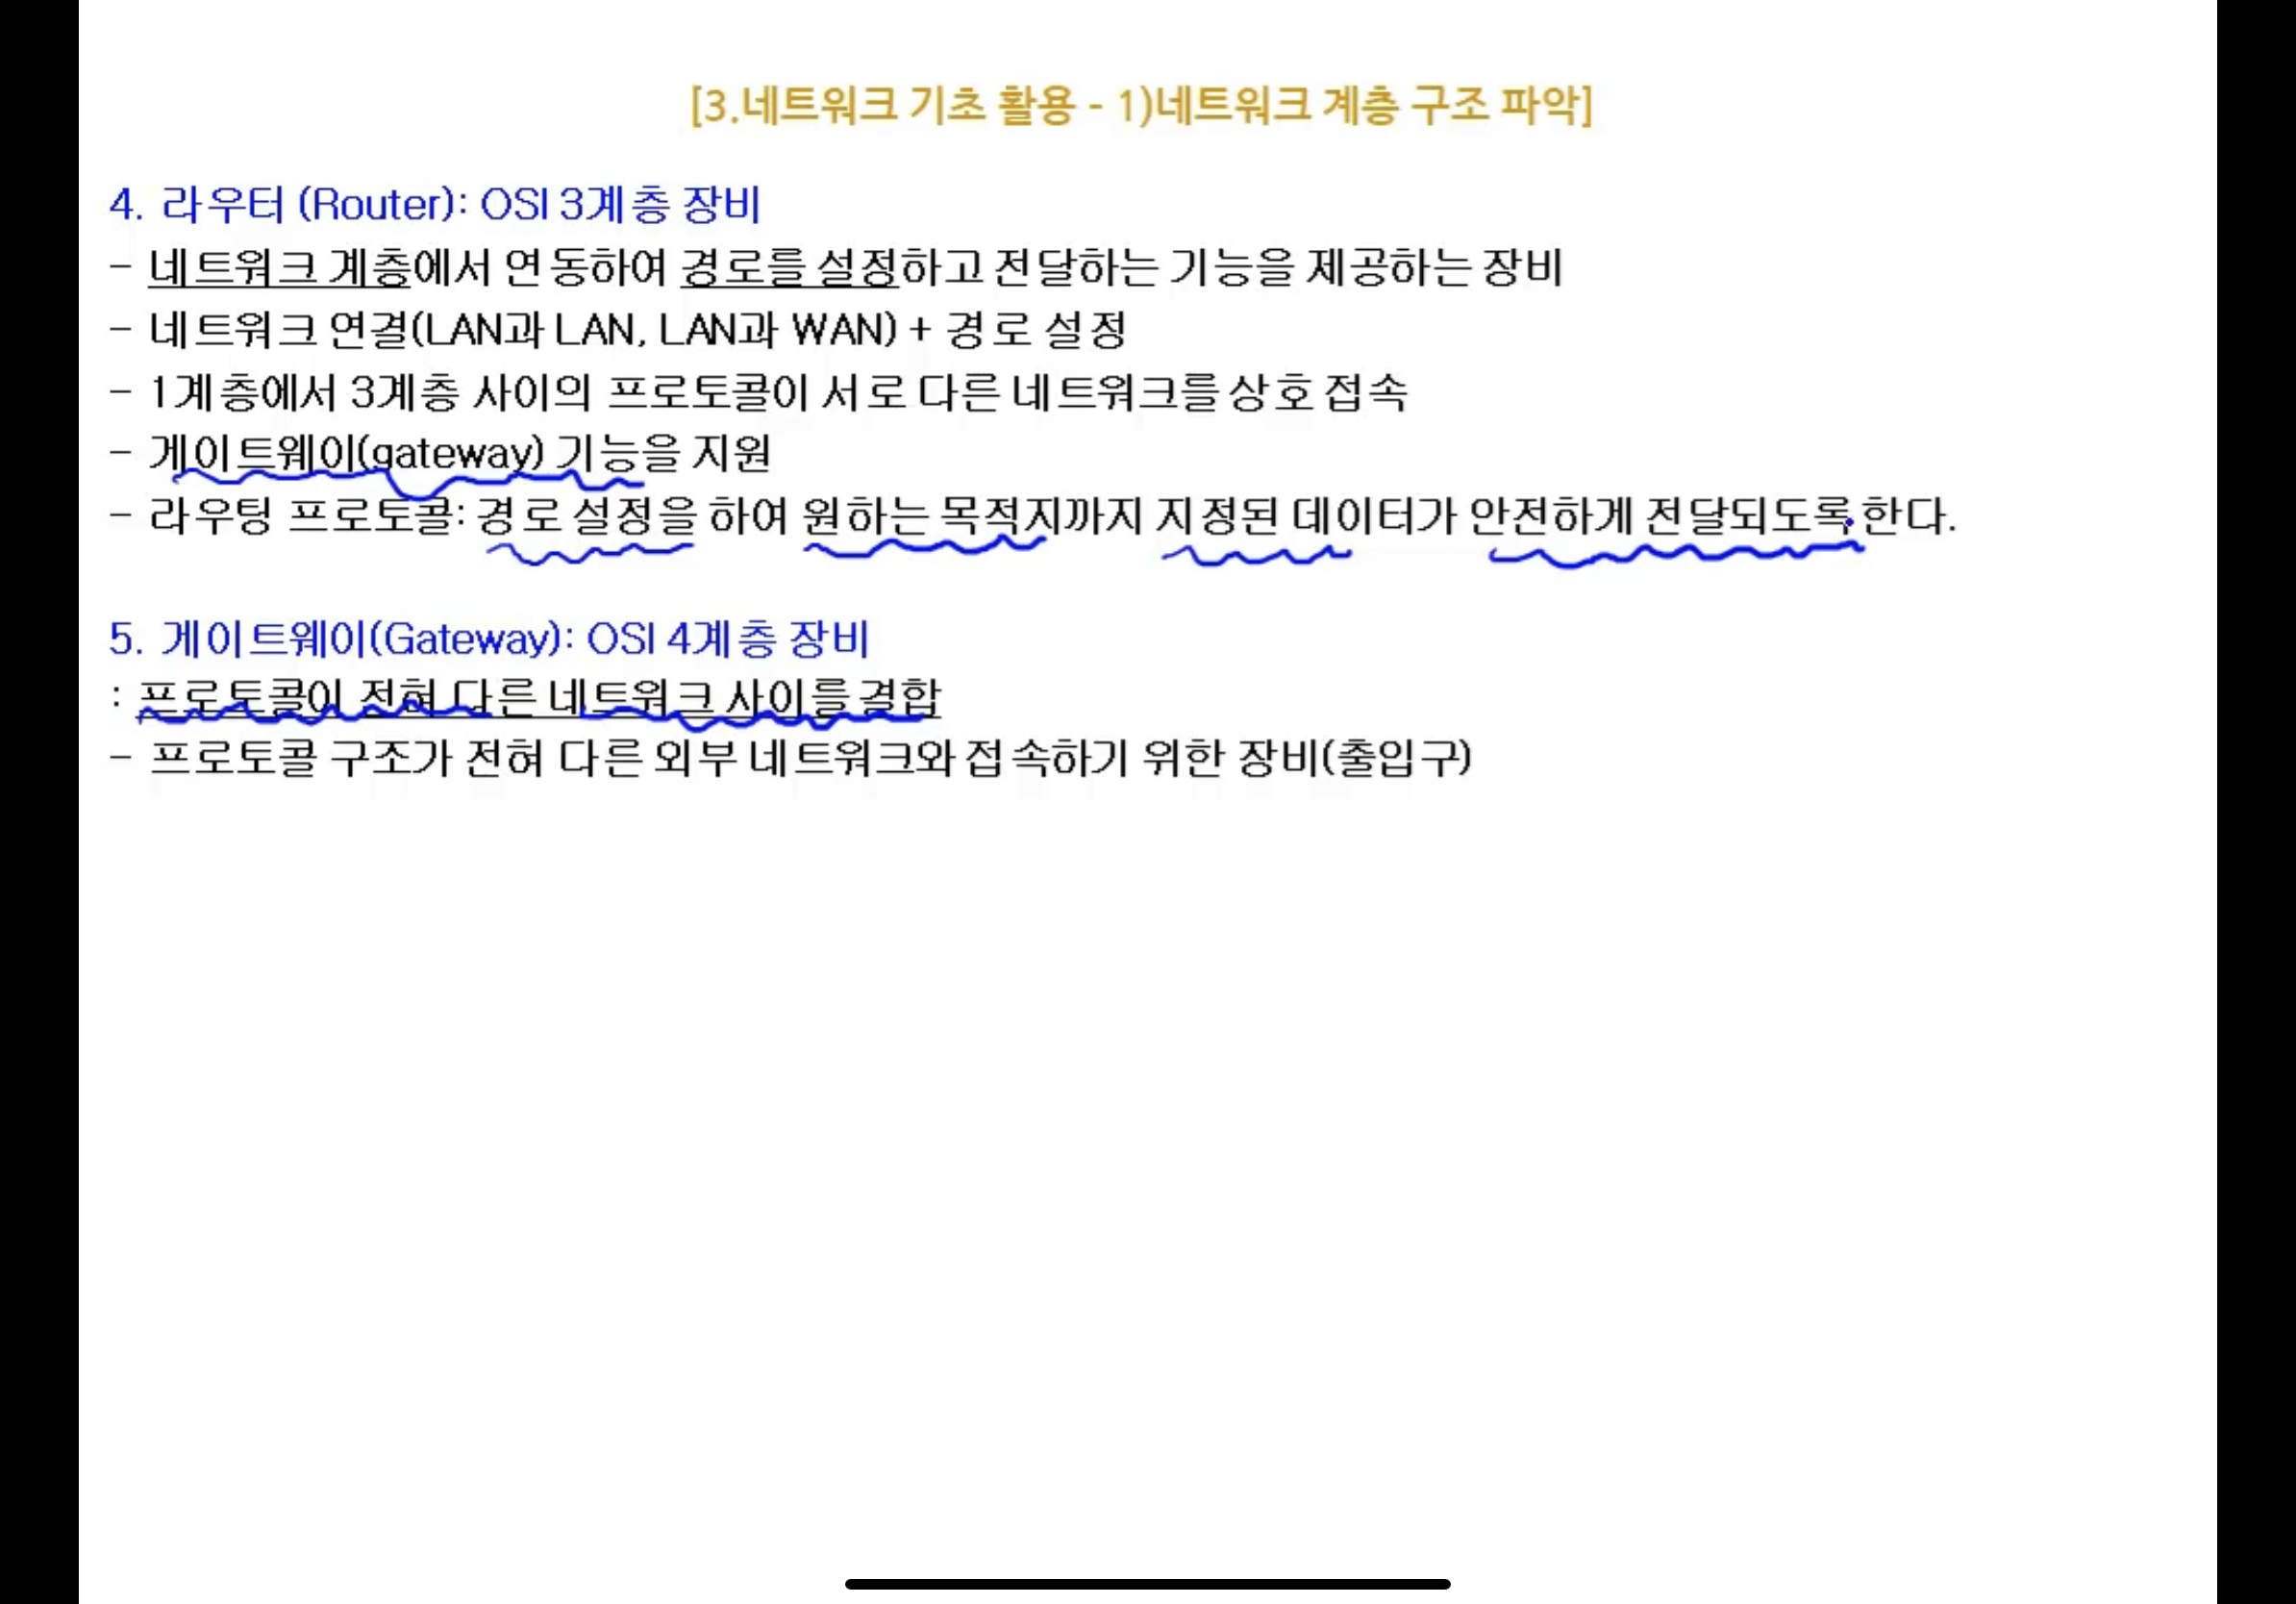 [3.네트워크 기초 활용 - 1)네트워크 계층 구조 파악]
4. 라우터 (Router): OSI 3계층 장비
- 네트워크 계층에서 연동하여 경로를 설정하고 전달하는 기능을 제공하는 장비
- 네트워크 연결(LAN과 LAN, LAN과 WAN) + 경로 설정
- 1계층에서 3계층 사이의 프로토콜이 서로 다른 네트워크를 상호 접속
- 게이트웨이(gateway) 기능을 지원
- 라우팅 프로토콜: 경로 설정을 하여 원하는 목적지까지 지정된 데이터가 안전하게 전달되도록 한다.
5. 게이트웨이(Gateway): OSI 4계층 장비
: 프로토콜이 전혀 다른 네트워크 사이를 결합
- 프로토콜 구조가 전혀 다른 외부 네트워크와 접속하기 위한 장비(출입구)